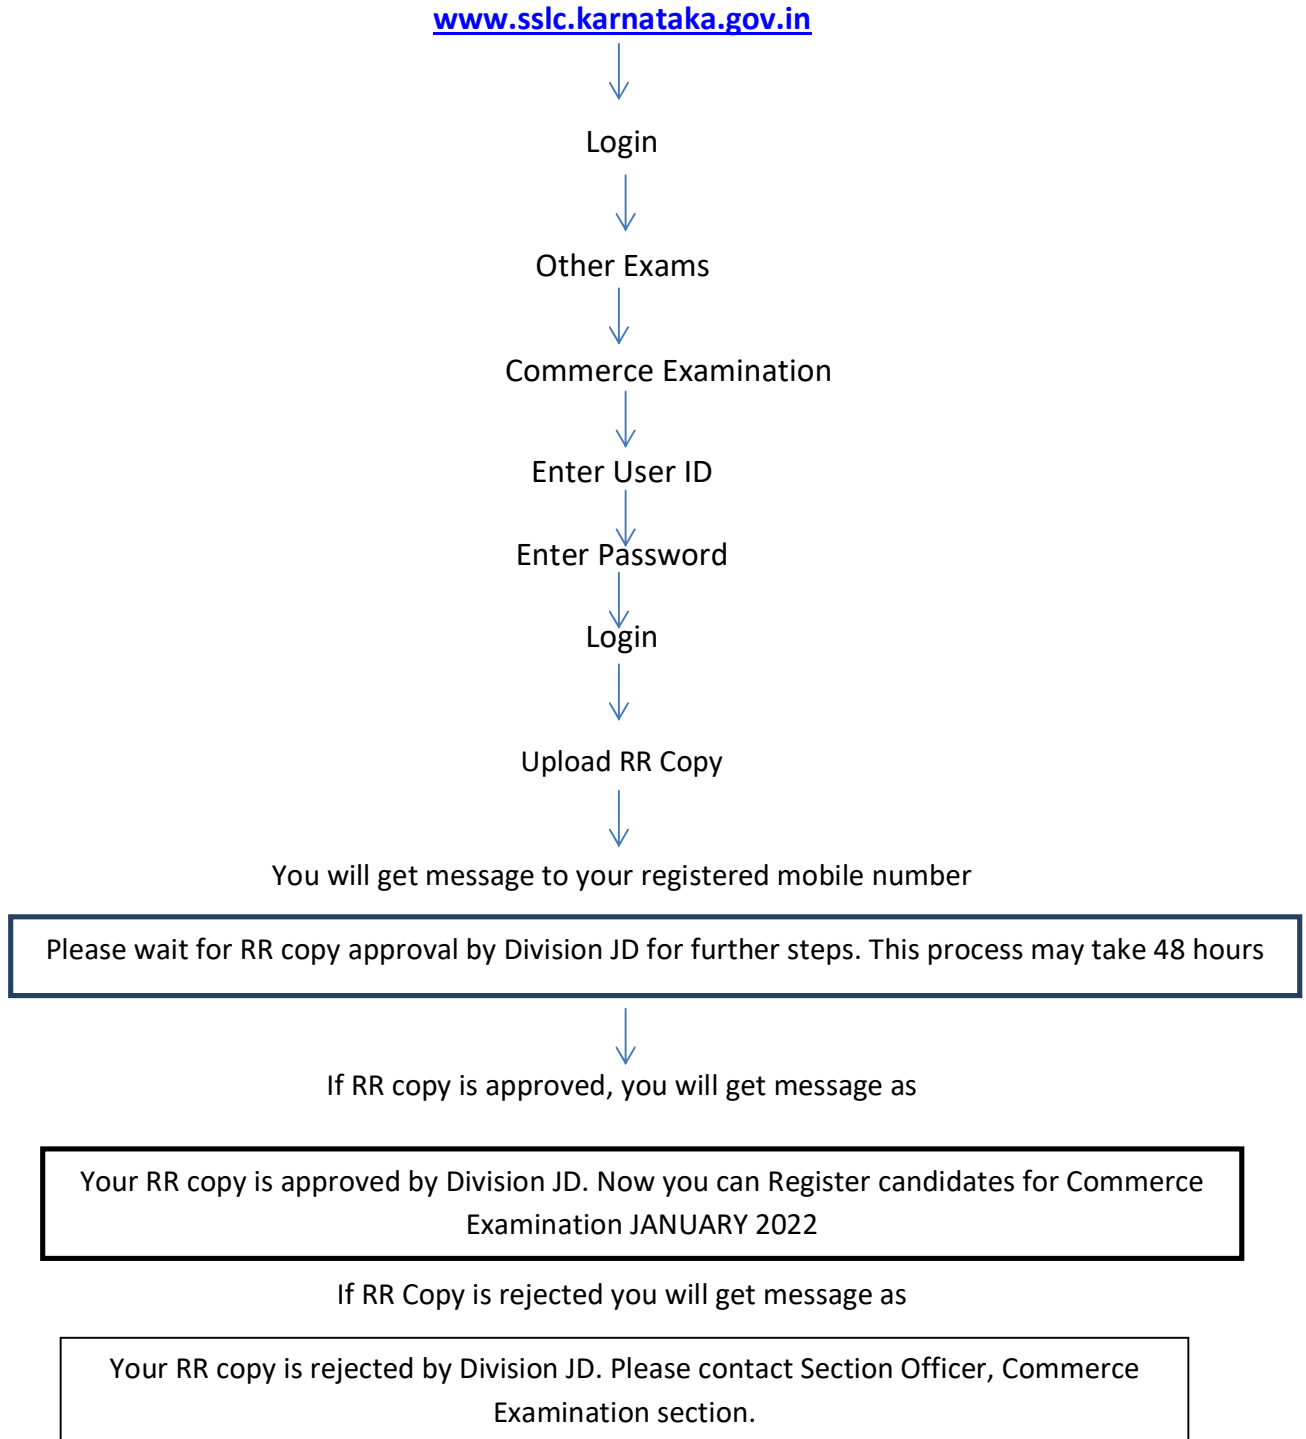 www.sslc.karnataka.gov.in
Login
Other Exams
Commerce Examination
Enter User ID
Enter Password
Login
Upload RR Copy
You will get message to your registered mobile number
Please wait for RR copy approval by Division JD for further steps. This process may take 48 hours
If RR copy is approved, you will get message as
Your RR copy is approved by Division JD. Now you can Register candidates for Commerce
Examination JANUARY 2022
If RR Copy is rejected you will get message as
Your RR copy is rejected by Division JD. Please contact Section Officer, Commerce
Examination section.